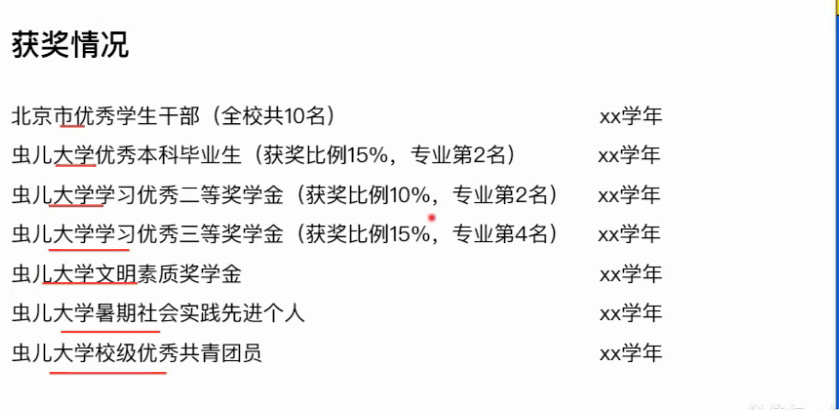 获奖情况
北京市优秀学生干部（全校共10名） xx学年
虫儿大学优秀本科毕业生（获奖比例15%，专业第2名） xx学年
虫儿大学学习优秀二等奖学金（获奖比例10%，专业第2名） xx学年
虫儿大学学习优秀三等奖学金（获奖比例15%，专业第4名） xx学年
虫儿大学文明素质奖学金 xx学年
虫儿大学暑期社会实践先进个人 xx学年
虫儿大学校级优秀共青团员 xx学年